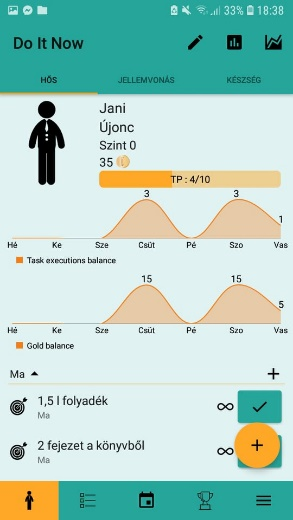 33% 18:38
Do It Now
HŐS JELLEMVONÁS KÉSZSÉG
Jani
Újonc
Szint 0
35
TP : 4/10
3 3 1
Hé Ke Sze Csüt Pé Szo Vas
Task executions balance
15 15 5
Hé Ke Sze Csüt Pé Szo Vas
Gold balance
Ma
1,5 l folyadék
Ma
2 fejezet a könyvből
Ma